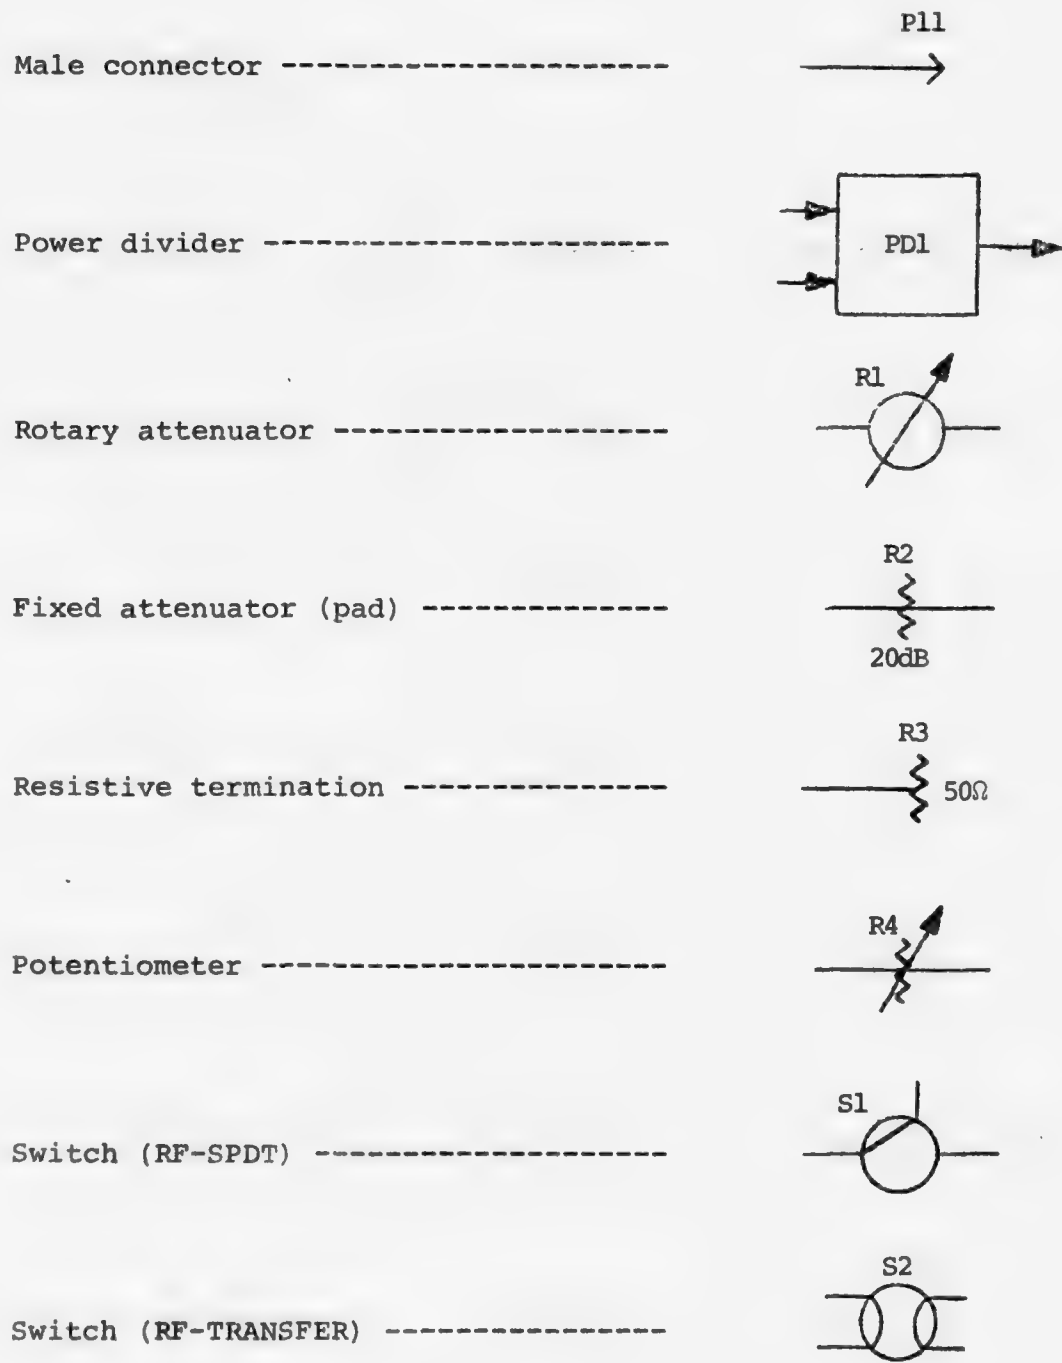 P11
Male connector ----------------------
Power divider ----------------------- PD1
R1
Rotary attenuator -------------------
R2
Fixed attenuator (pad) --------------
20dB
R3
Resistive termination --------------- 50Ω
R4
Potentiometer -----------------------
S1
Switch (RF-SPDT) --------------------
S2
Switch (RF-TRANSFER) ----------------